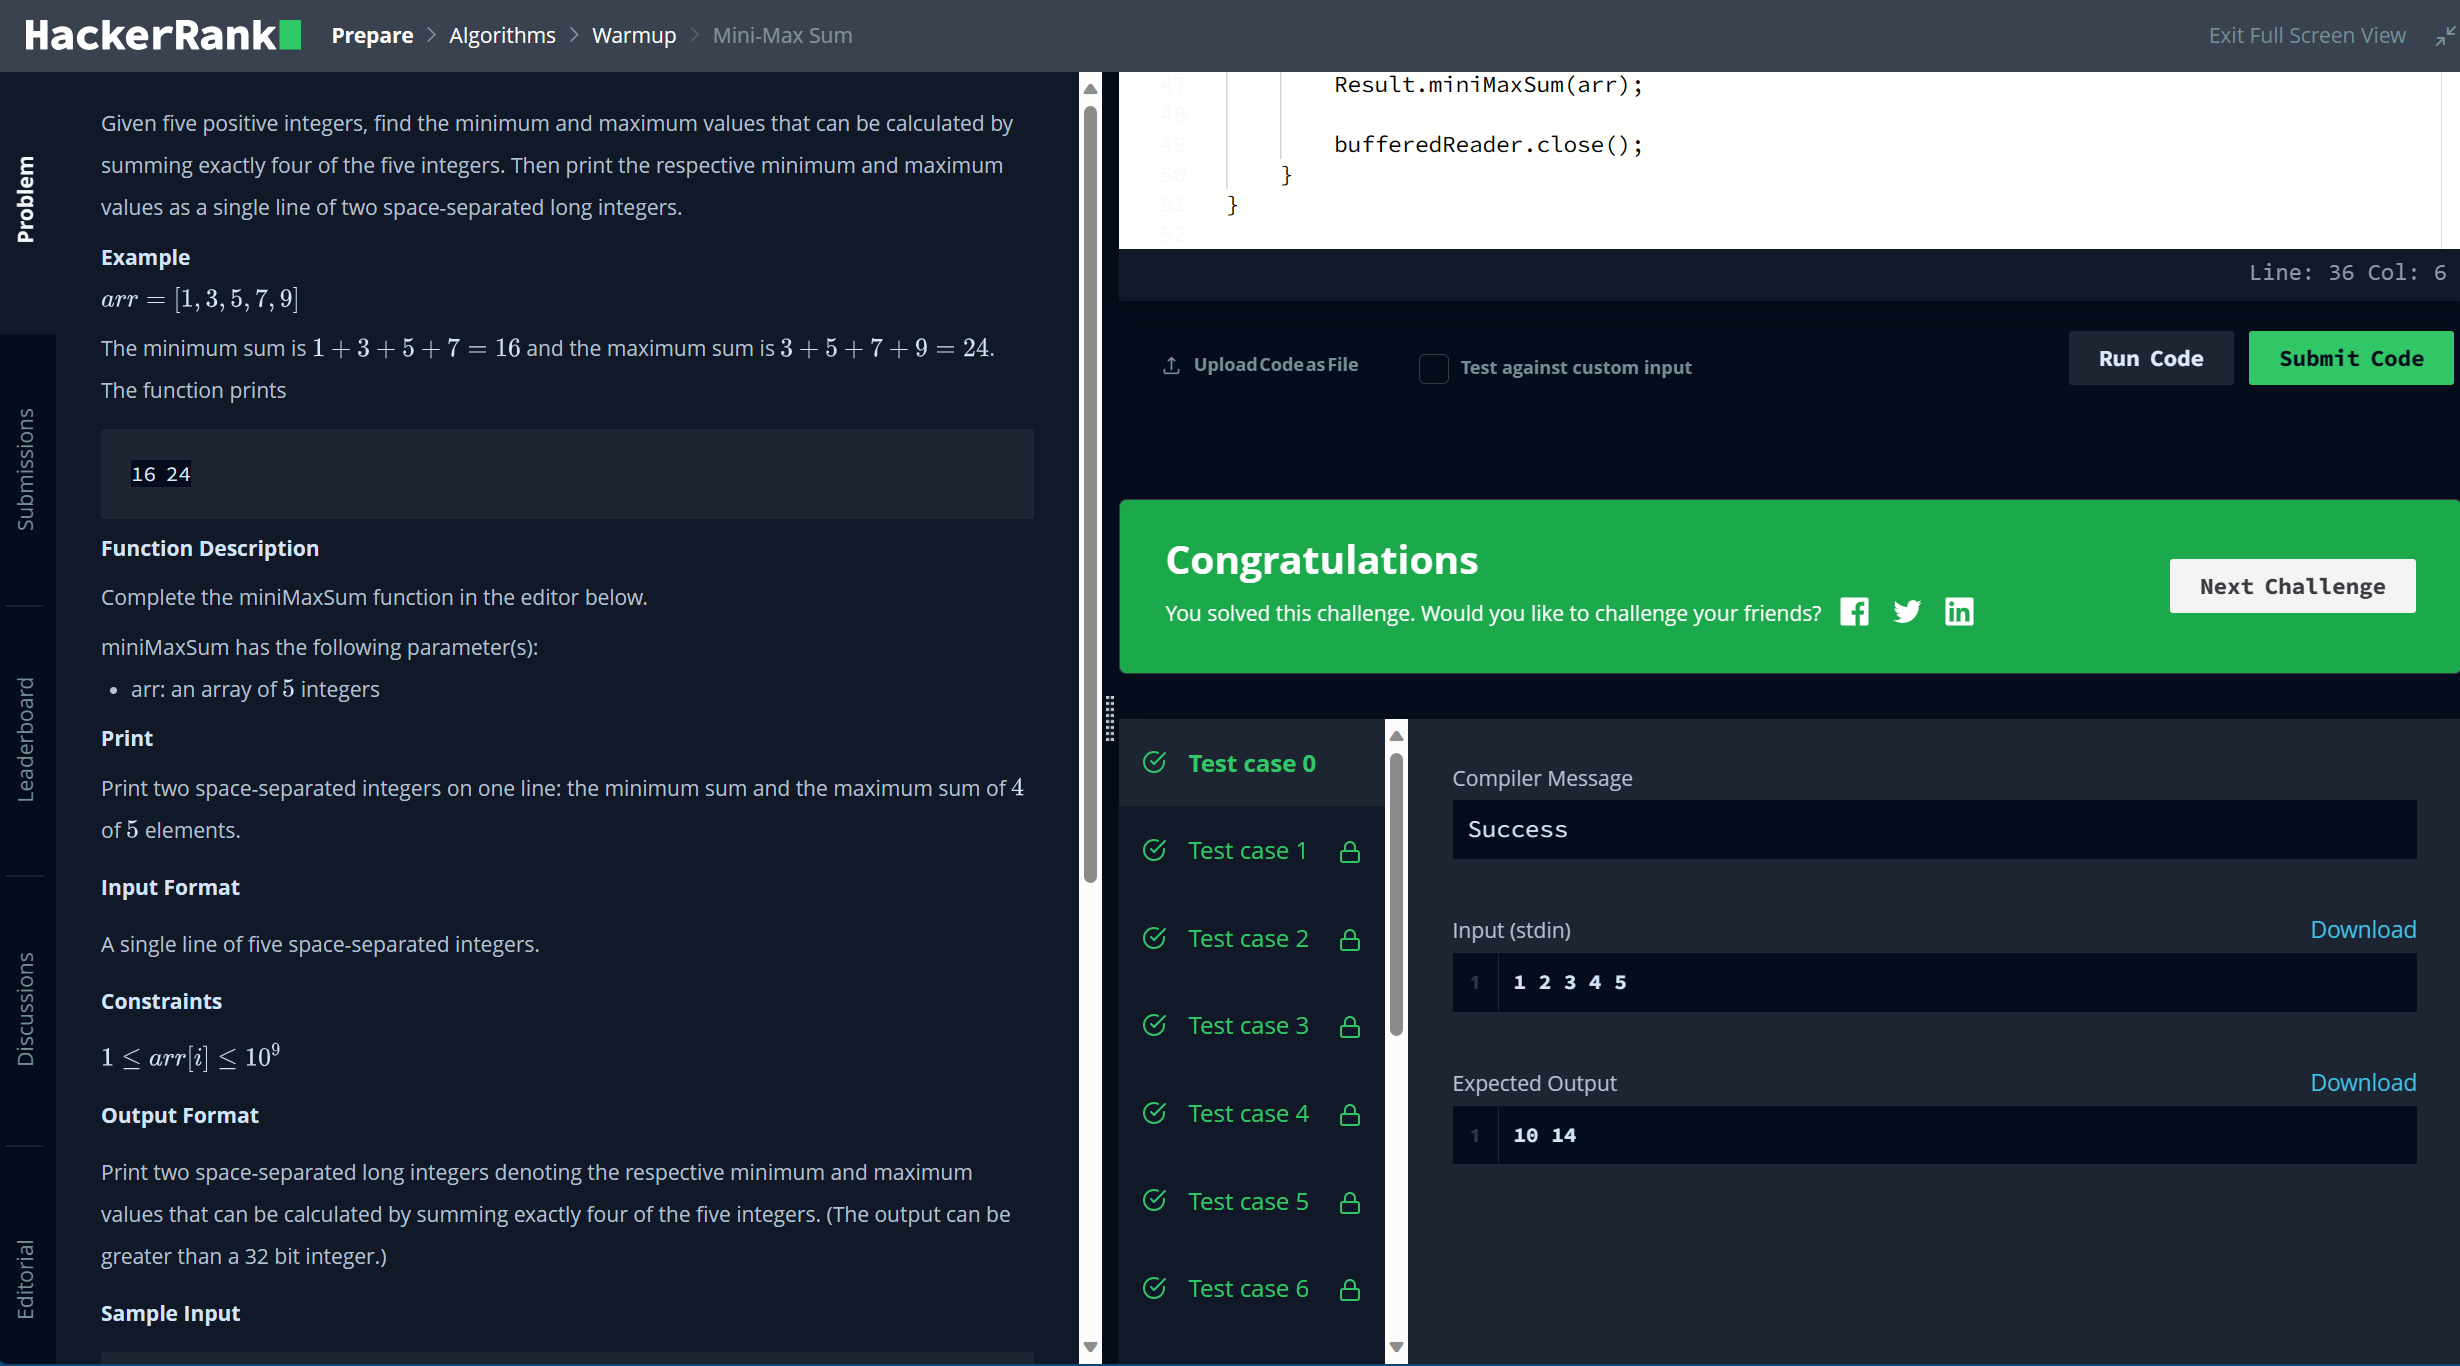 HackerRank
Prepare > Algorithms > Warmup > Mini-Max Sum
Exit Full Screen View
Problem
Submissions
Leaderboard
Discussions
Editorial
Given five positive integers, find the minimum and maximum values that can be calculated by
summing exactly four of the five integers. Then print the respective minimum and maximum
values as a single line of two space-separated long integers.
Example
arr = [1, 3, 5, 7, 9]
The minimum sum is 1 + 3 + 5 + 7 = 16 and the maximum sum is 3 + 5 + 7 + 9 = 24.
The function prints
16 24
Function Description
Complete the miniMaxSum function in the editor below.
miniMaxSum has the following parameter(s):
• arr: an array of 5 integers
Print
Print two space-separated integers on one line: the minimum sum and the maximum sum of 4
of 5 elements.
Input Format
A single line of five space-separated integers.
Constraints
1 ≤ arr[i] ≤ 10⁹
Output Format
Print two space-separated long integers denoting the respective minimum and maximum
values that can be calculated by summing exactly four of the five integers. (The output can be
greater than a 32 bit integer.)
Sample Input
47 Result.miniMaxSum(arr);
48
49 bufferedReader.close();
50 }
51 }
52
Line: 36 Col: 6
Upload Code as File
Test against custom input
Run Code
Submit Code
Congratulations
You solved this challenge. Would you like to challenge your friends?
Next Challenge
Test case 0
Test case 1
Test case 2
Test case 3
Test case 4
Test case 5
Test case 6
Compiler Message
Success
Input (stdin)
Download
1 1 2 3 4 5
Expected Output
Download
1 10 14